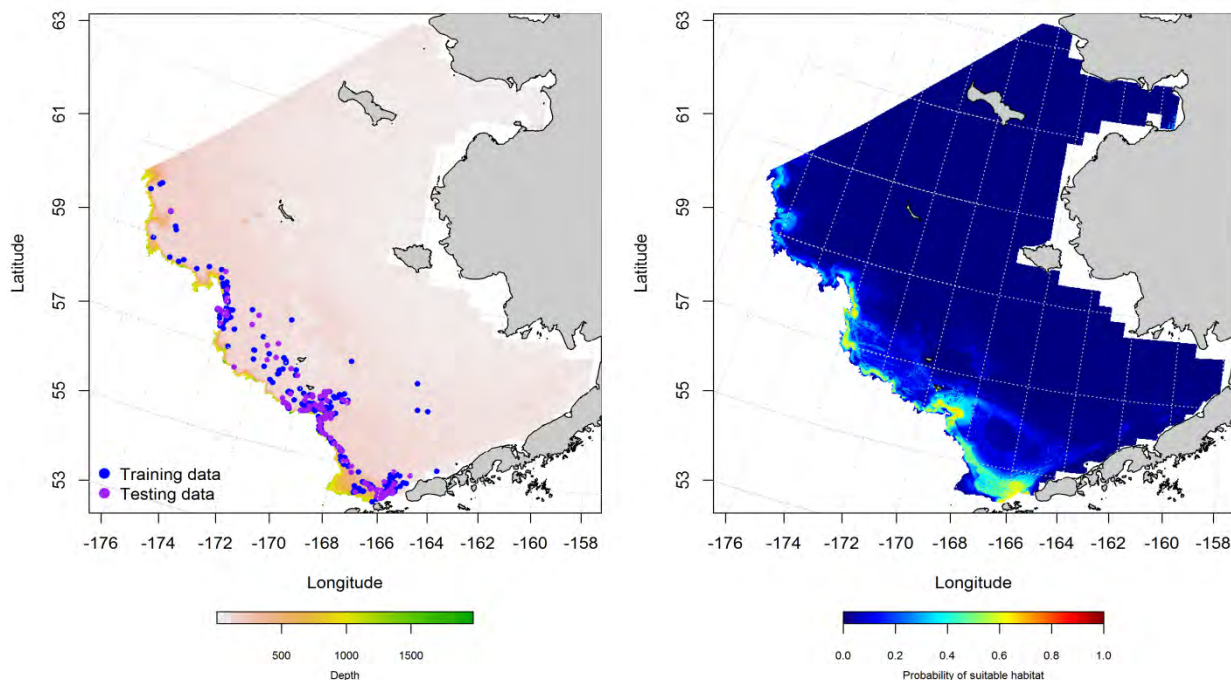 63
61
59
57
55
53
Latitude
Training data
Testing data
-176 -174 -172 -170 -168 -166 -164 -162 -160 -158
Longitude
500 1000 1500
Depth
63
61
59
57
55
53
Latitude
-176 -174 -172 -170 -168 -166 -164 -162 -160 -158
Longitude
0.0 0.2 0.4 0.6 0.8 1.0
Probability of suitable habitat